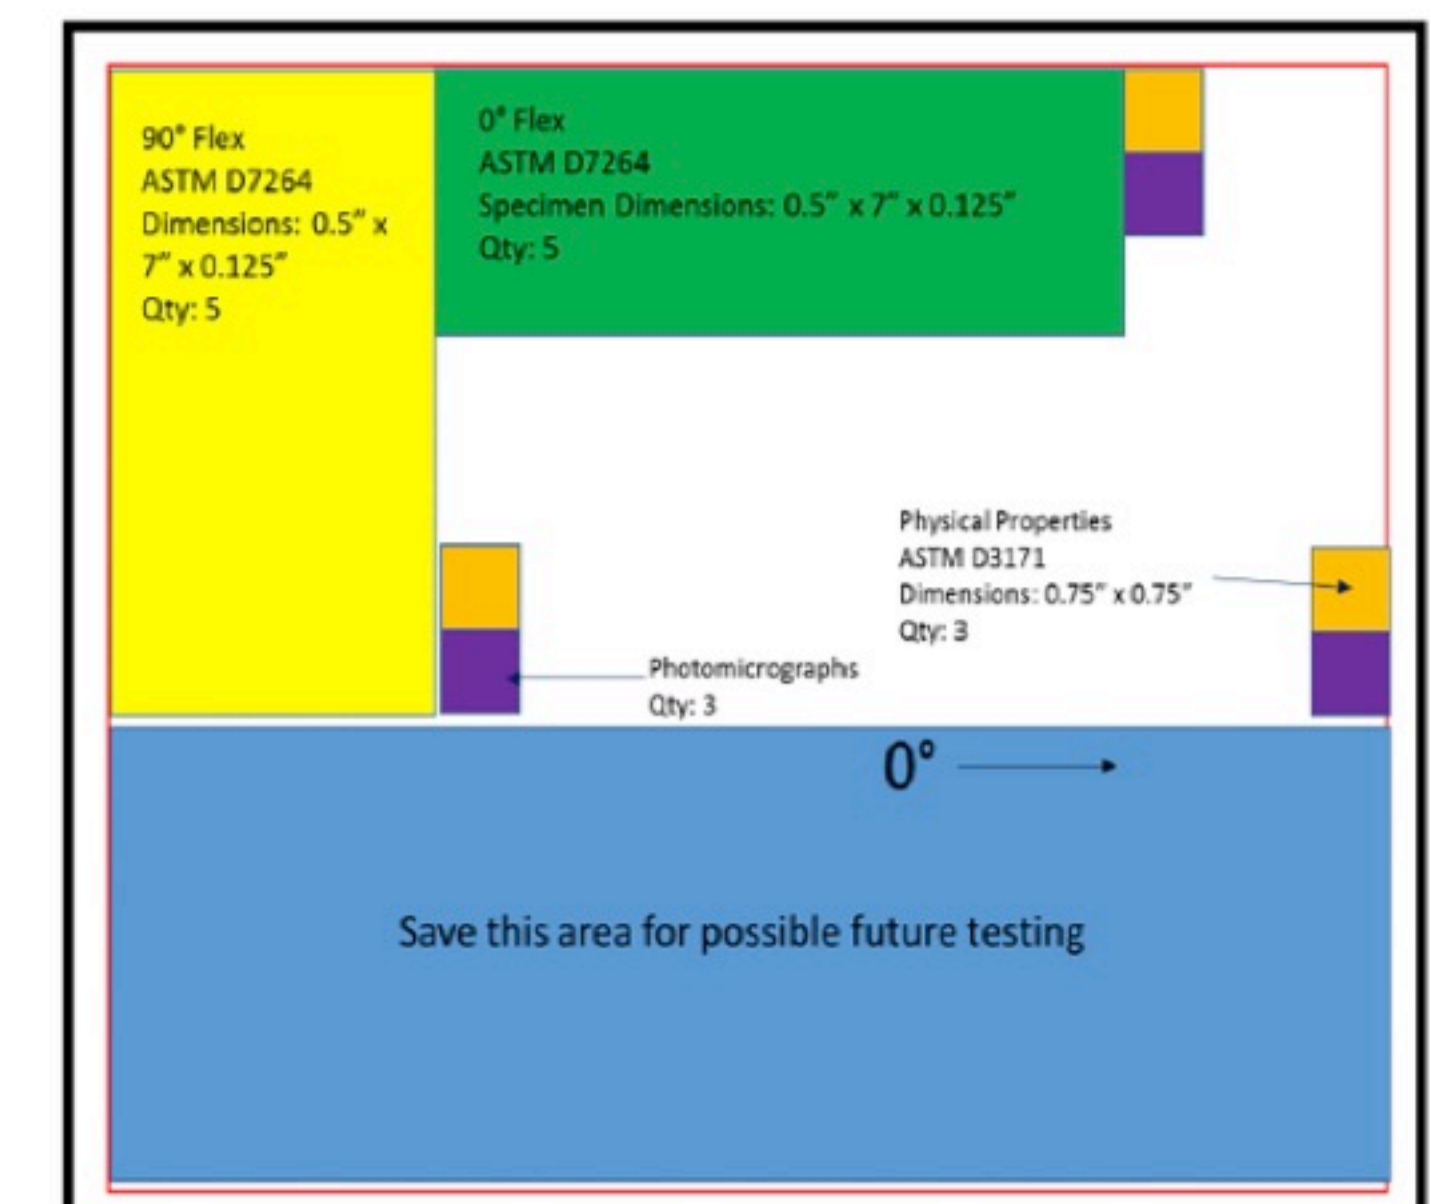 90° Flex
ASTM D7264
Dimensions: 0.5” x
7” x 0.125”
Qty: 5
0° Flex
ASTM D7264
Specimen Dimensions: 0.5” x 7” x 0.125”
Qty: 5
Physical Properties
ASTM D3171
Dimensions: 0.75” x 0.75”
Qty: 3
Photomicrographs
Qty: 3
0°
Save this area for possible future testing